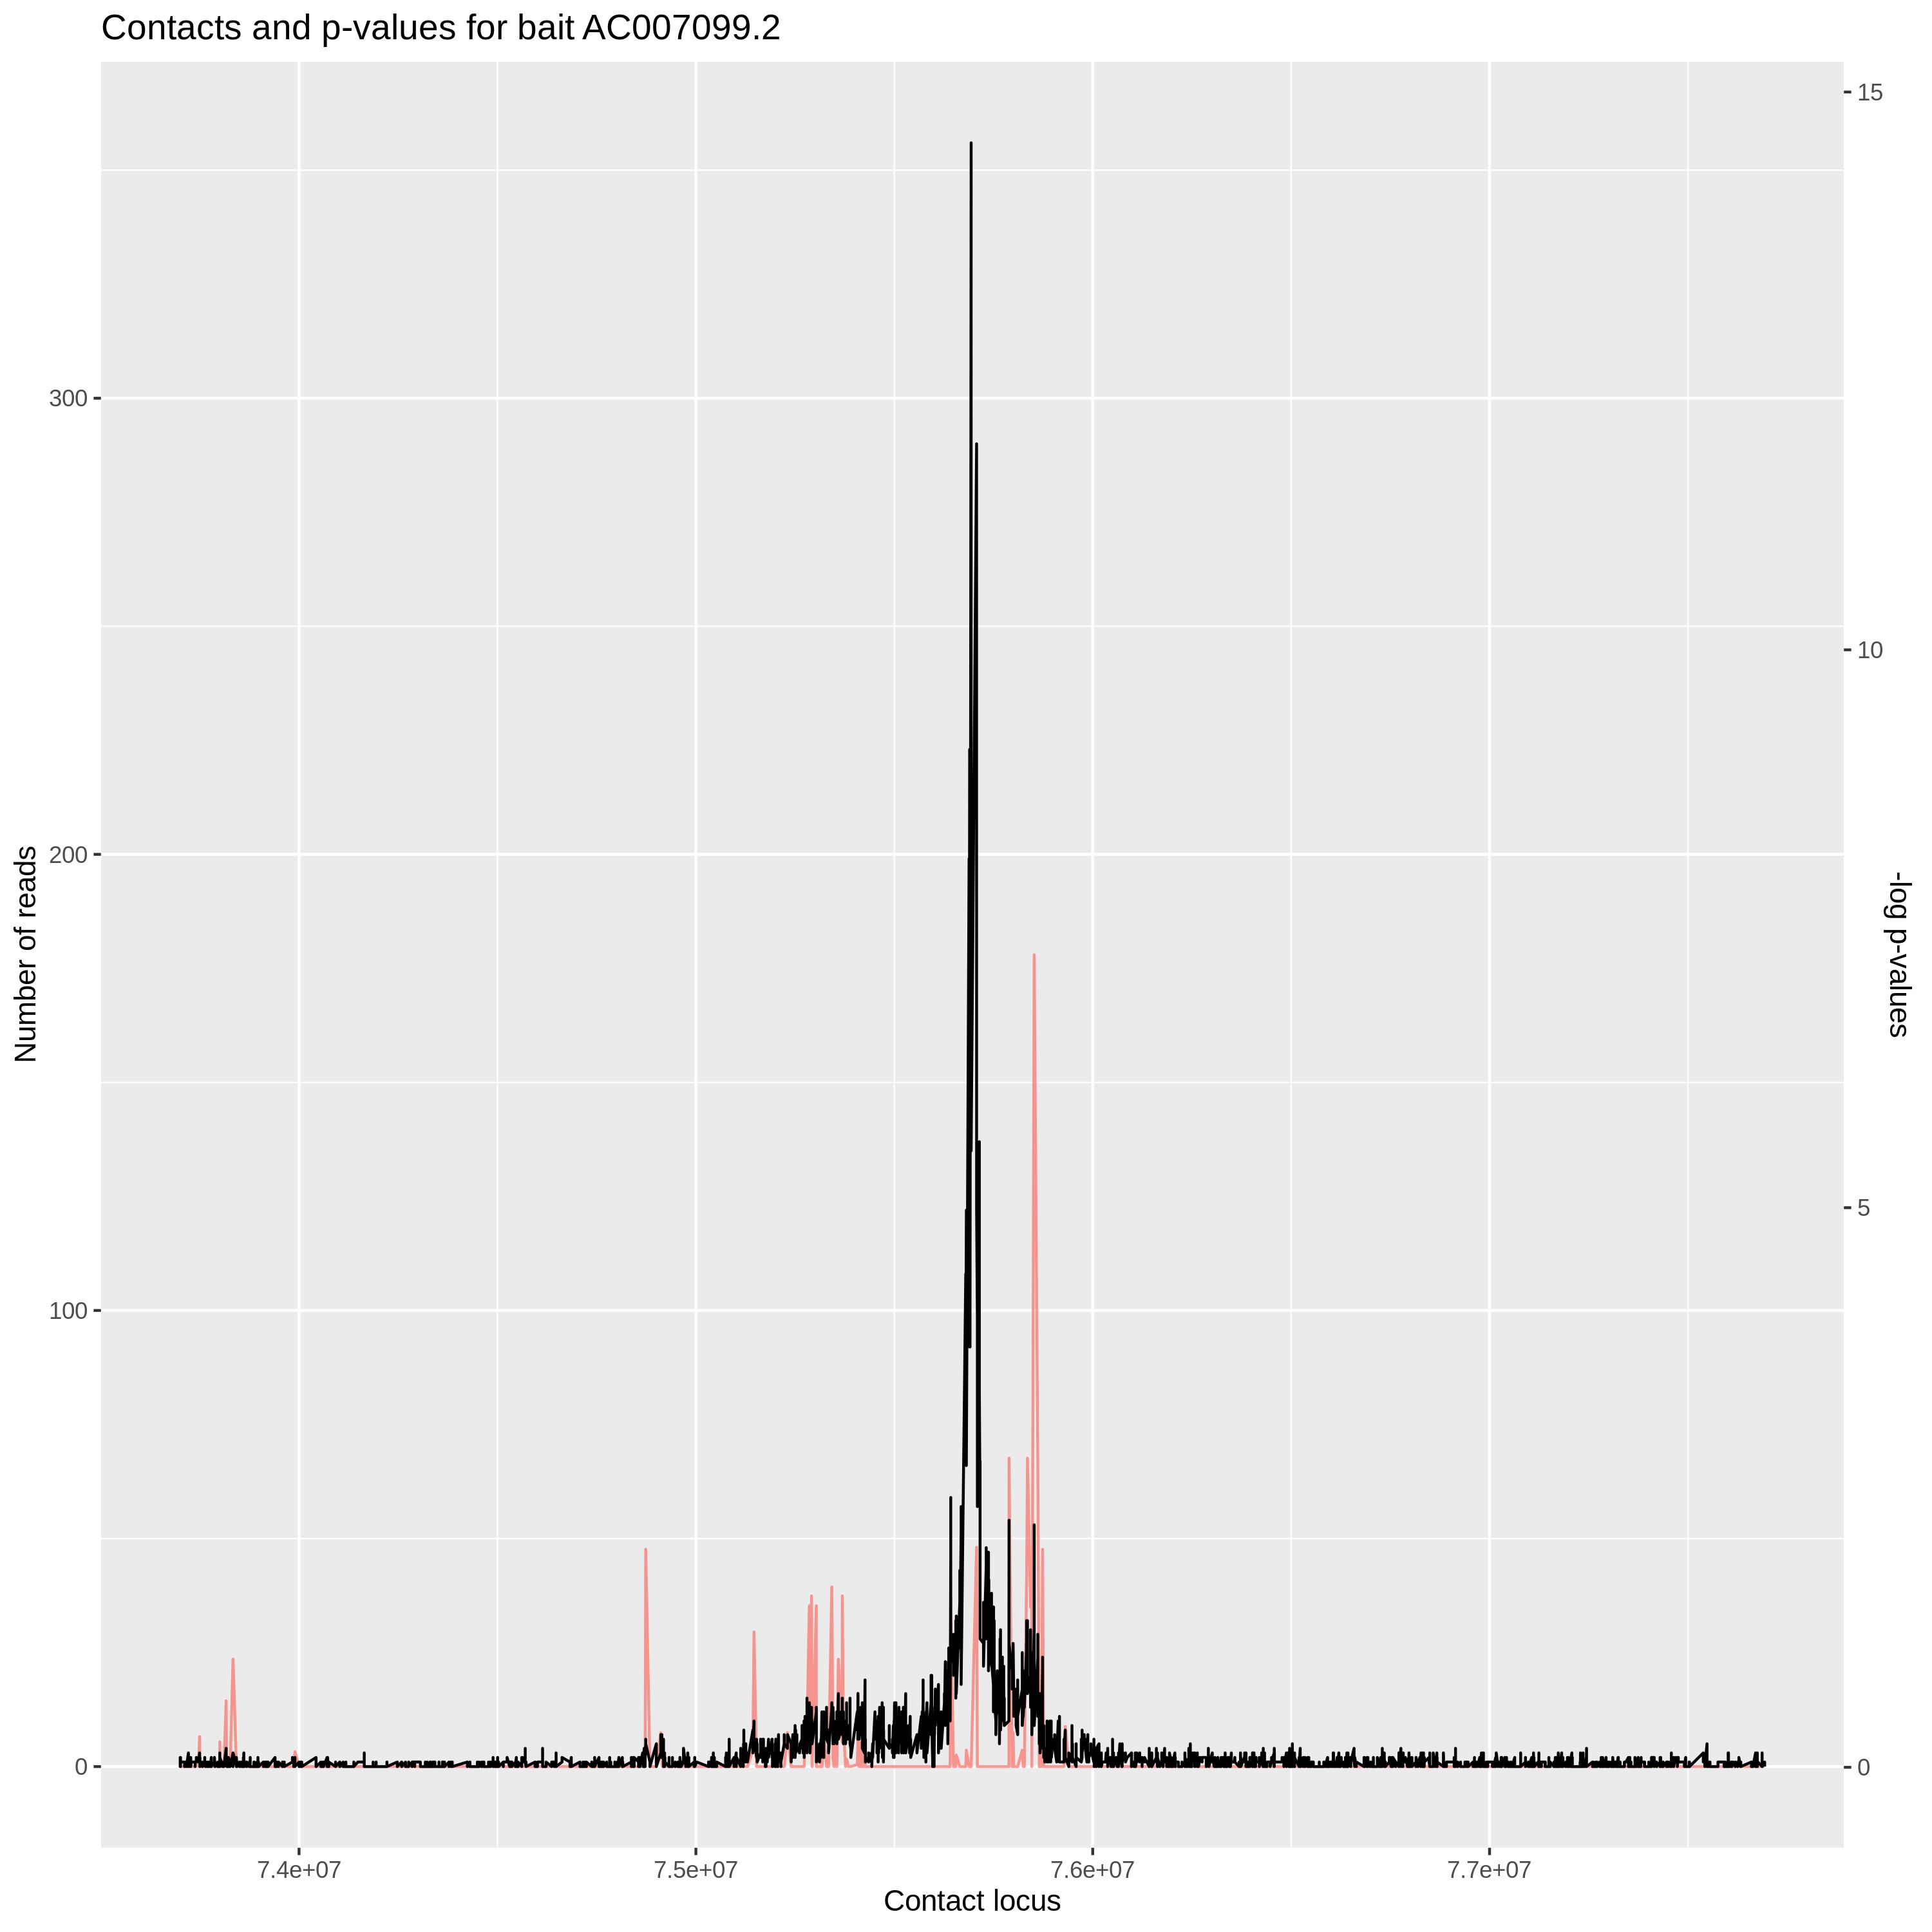 Contacts and p-values for bait AC007099.2
15
300
10
200
Number of reads
-log p-values
5
100
0
0
7.4e+07
7.5e+07
7.6e+07
7.7e+07
Contact locus